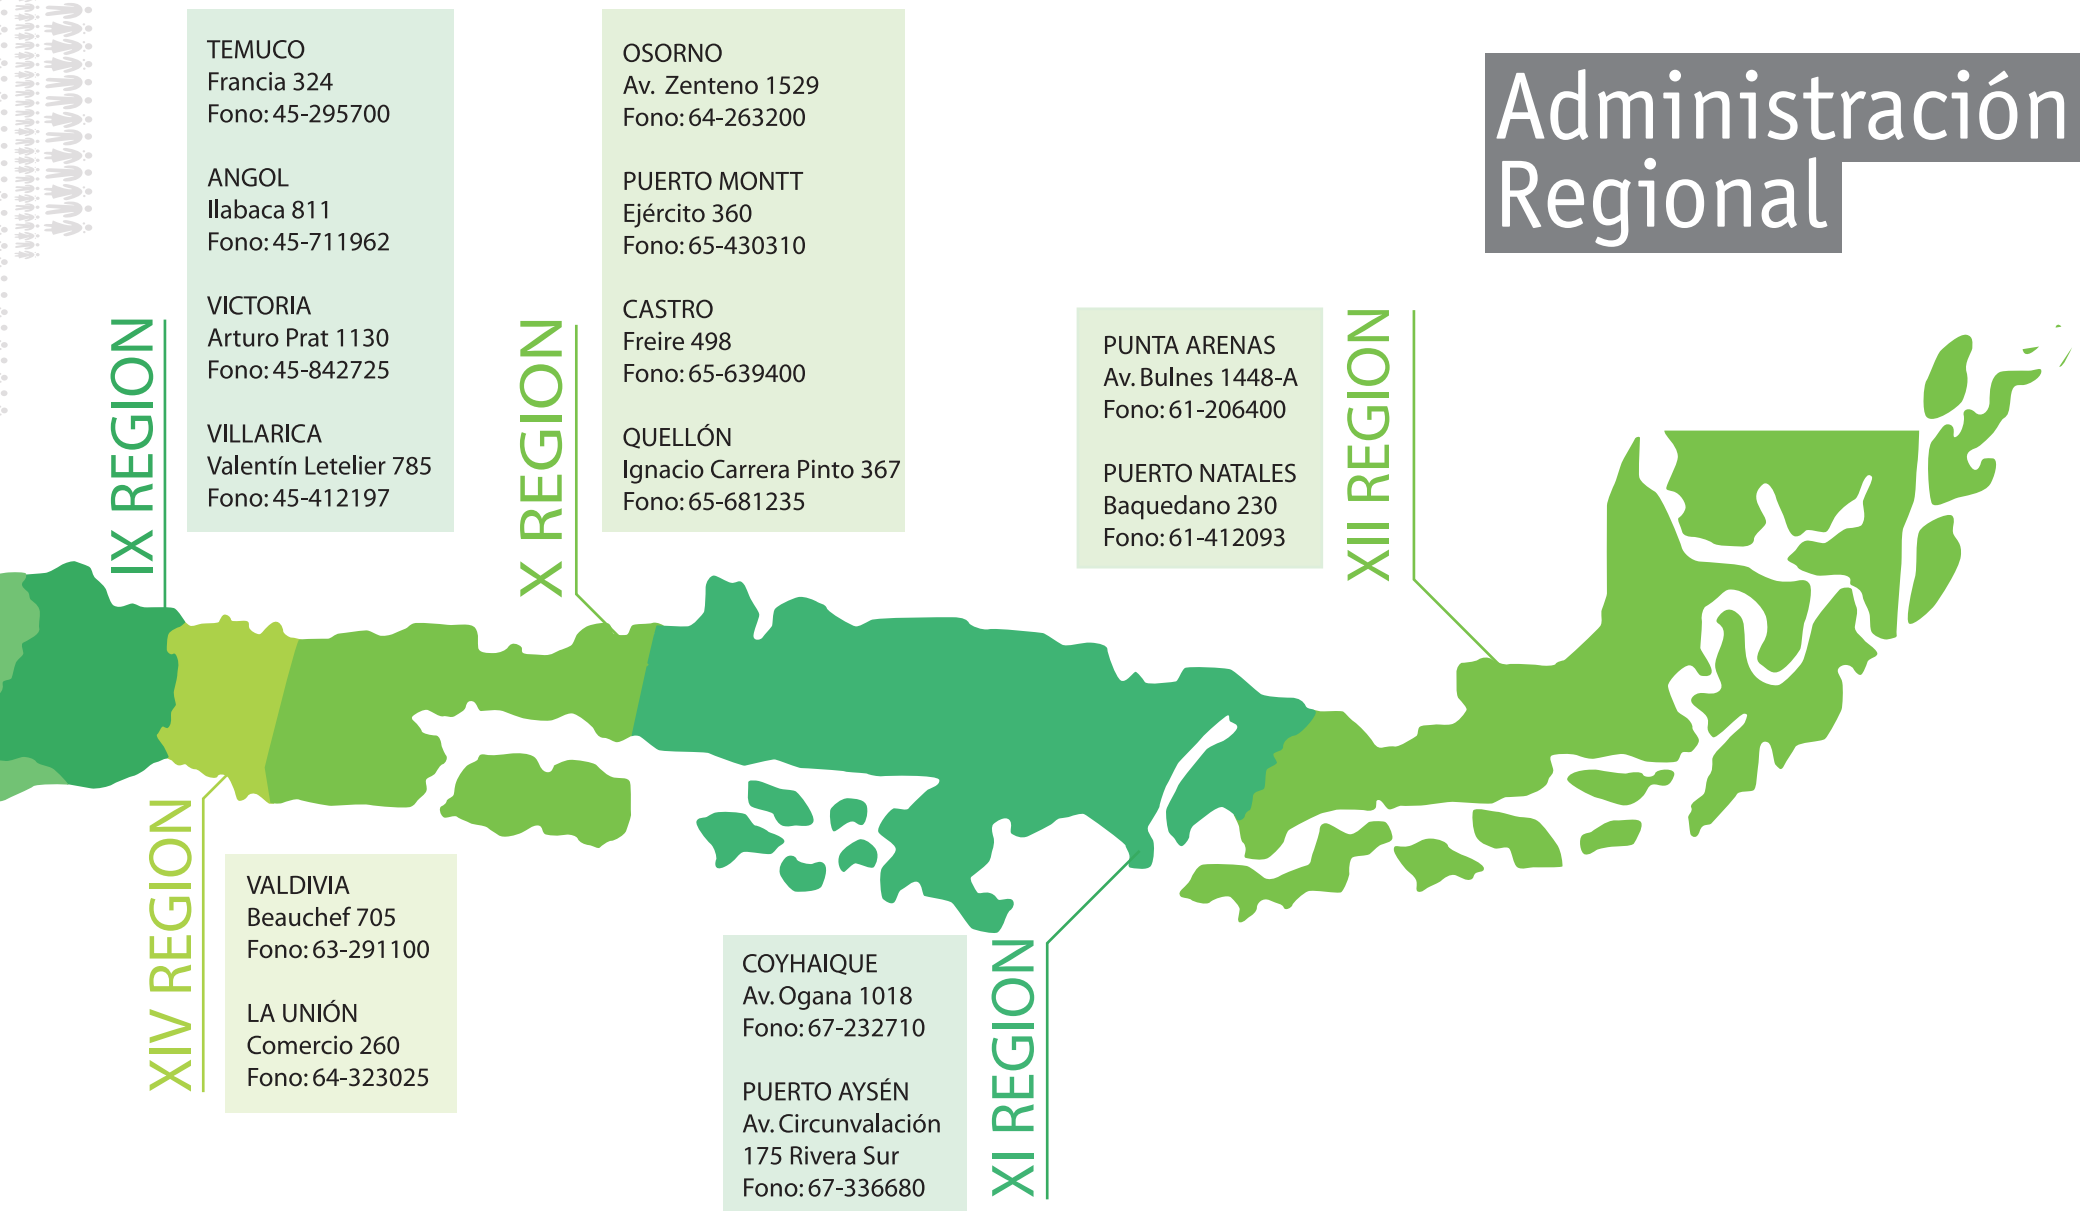 Administración
Regional
IX REGION
TEMUCO
Francia 324
Fono: 45-295700
ANGOL
Ilabaca 811
Fono: 45-711962
VICTORIA
Arturo Prat 1130
Fono: 45-842725
VILLARICA
Valentín Letelier 785
Fono: 45-412197
X REGION
OSORNO
Av. Zenteno 1529
Fono: 64-263200
PUERTO MONTT
Ejército 360
Fono: 65-430310
CASTRO
Freire 498
Fono: 65-639400
QUELLÓN
Ignacio Carrera Pinto 367
Fono: 65-681235
PUNTA ARENAS
Av. Bulnes 1448-A
Fono: 61-206400
PUERTO NATALES
Baquedano 230
Fono: 61-412093
XIII REGION
XIV REGION
VALDIVIA
Beauchef 705
Fono: 63-291100
LA UNIÓN
Comercio 260
Fono: 64-323025
COYHAIQUE
Av. Ogana 1018
Fono: 67-232710
PUERTO AYSÉN
Av. Circunvalación
175 Rivera Sur
Fono: 67-336680
XI REGION